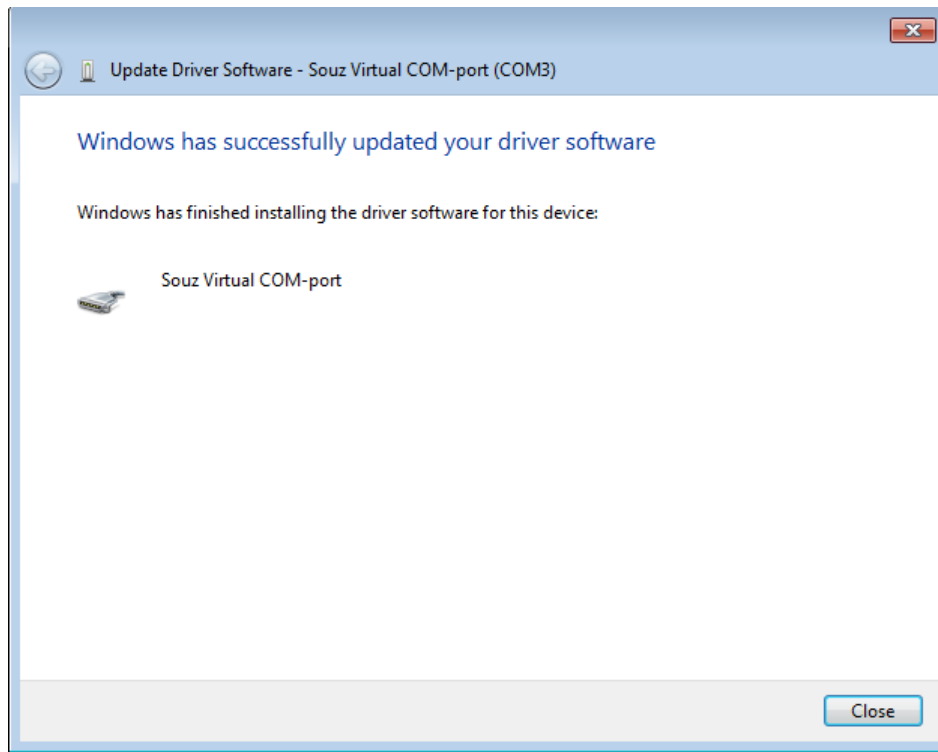 Update Driver Software - Souz Virtual COM-port (COM3)
Windows has successfully updated your driver software
Windows has finished installing the driver software for this device:
Souz Virtual COM-port
Close